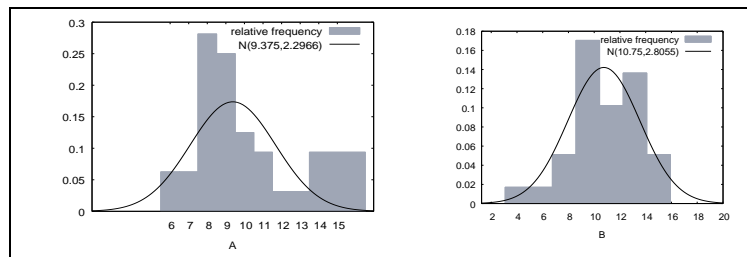 0.3
0.25
0.2
0.15
0.1
0.05
0
relative frequency
N(9.375,2.2966)
6 7 8 9 10 11 12 13 14 15
A
0.18
0.16
0.14
0.12
0.10
0.08
0.06
0.04
0.02
0
relative frequency
N(10.75,2.8055)
2 4 6 8 10 12 14 16 18 20
B